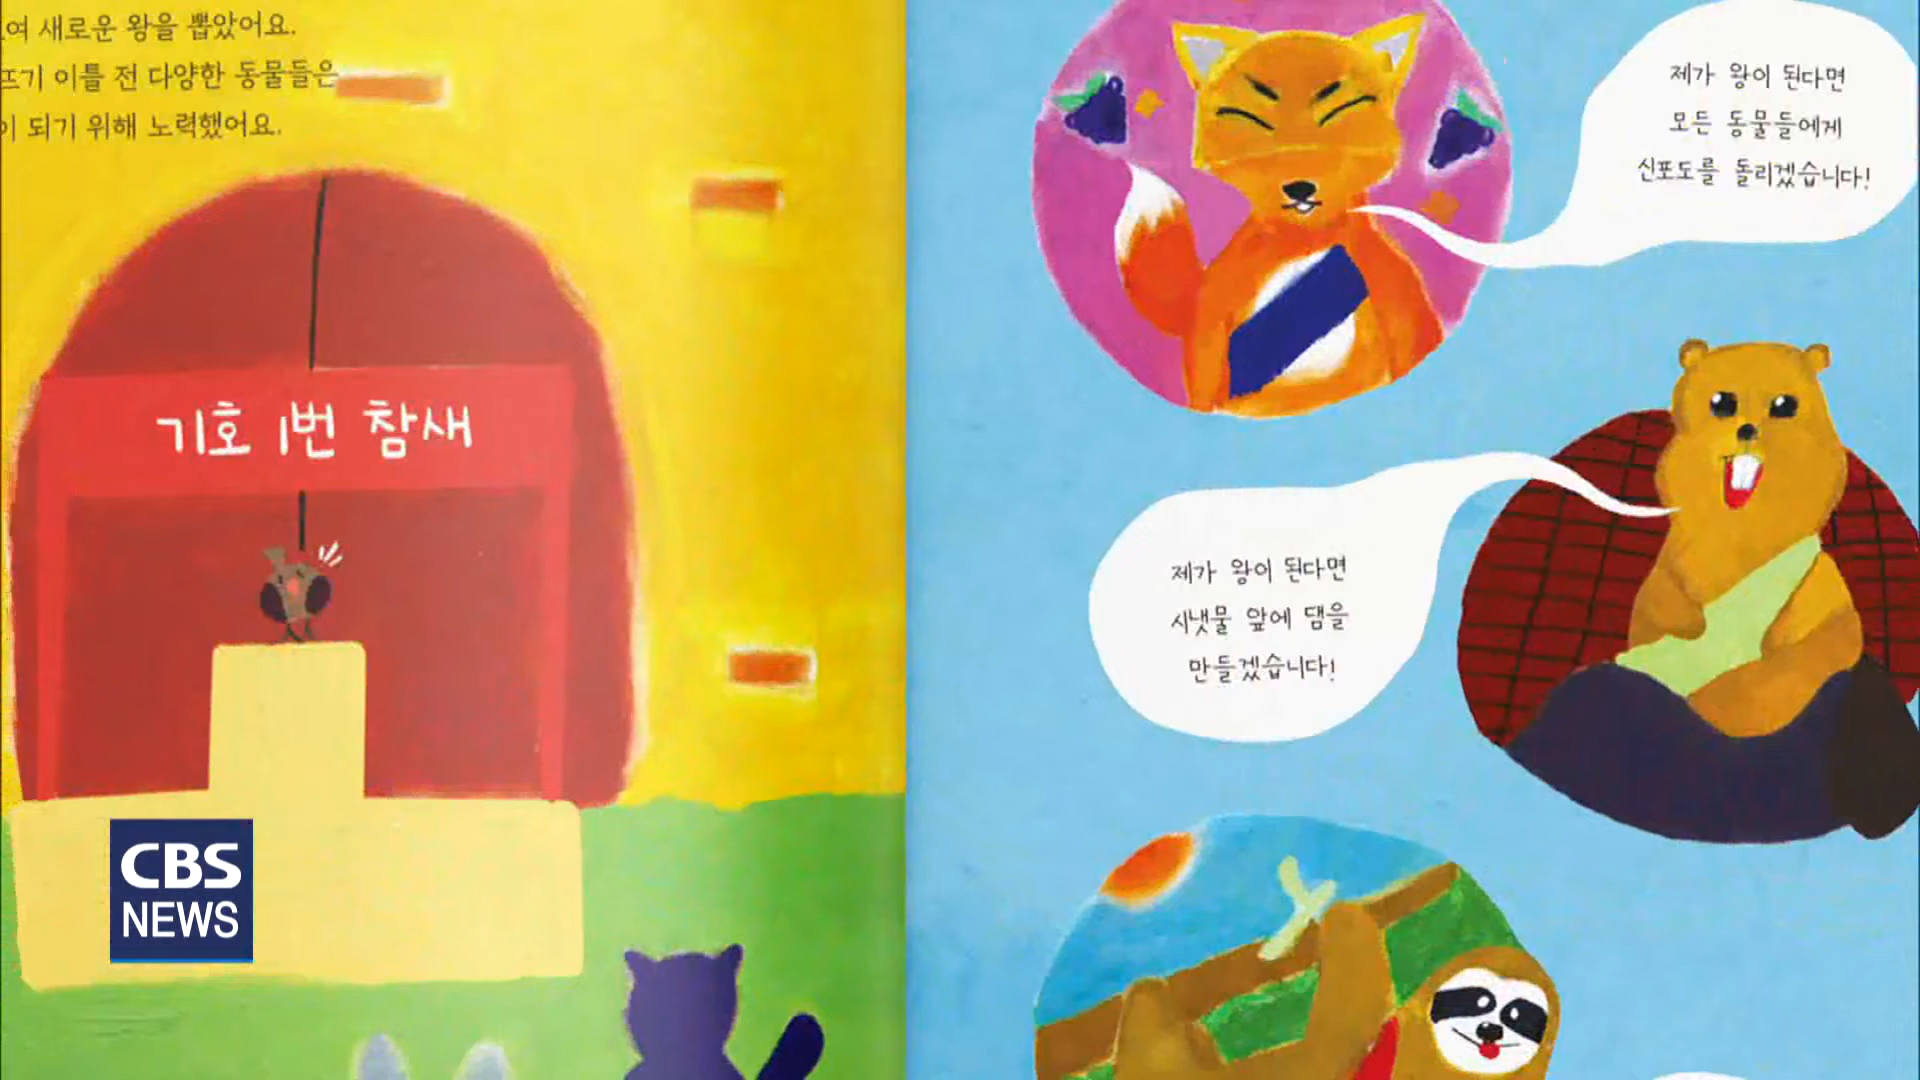 여 새로운 왕을 뽑았어요.
뜨기 이틀 전 다양한 동물들은
이 되기 위해 노력했어요.
기호 1번 참새
제가 왕이 된다면
모든 동물들에게
신포도를 돌리겠습니다!
제가 왕이 된다면
시냇물 앞에 댐을
만들겠습니다!
CBS
NEWS